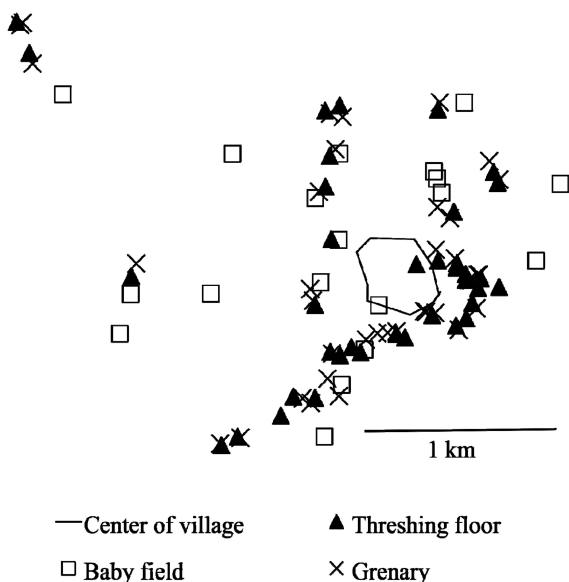 1 km
Center of village
Threshing floor
Baby field
Grenary